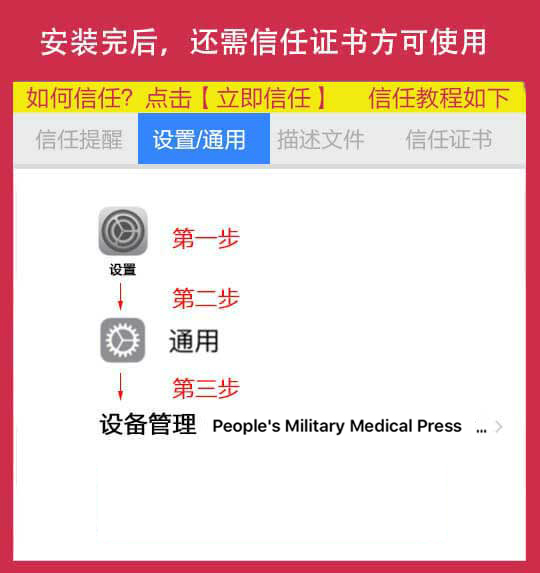 安装完后，还需信任证书方可使用
如何信任？点击【立即信任】 信任教程如下
信任提醒 设置/通用 描述文件 信任证书
第一步
设置
第二步
通用
第三步
设备管理 People's Military Medical Press ...